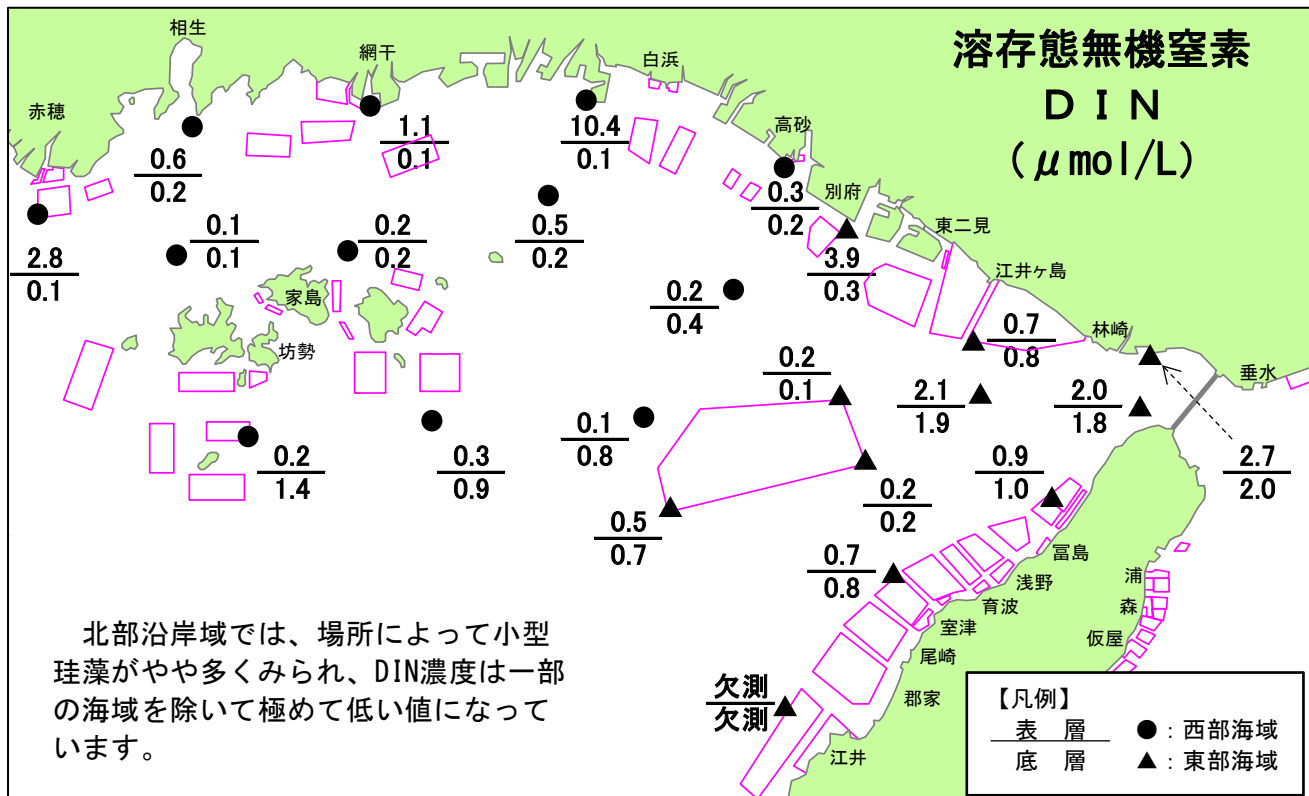 溶存態無機窒素
ＤＩＮ
(μmol/L)
相生
網干
白浜
赤穂
高砂
別府
東二見
江井ヶ島
林崎
垂水
家島
坊勢
0.6
0.2
1.1
0.1
10.4
0.1
0.3
0.2
2.8
0.1
0.1
0.1
0.2
0.2
0.5
0.2
3.9
0.3
0.2
0.4
0.7
0.8
0.2
0.1
2.1
1.9
2.0
1.8
0.1
0.8
0.2
1.4
0.3
0.9
0.9
1.0
2.7
2.0
0.2
0.2
0.5
0.7
0.7
0.8
欠測
欠測
冨島
浅野
育波
室津
尾崎
郡家
江井
浦
森
仮屋
　北部沿岸域では、場所によって小型
珪藻がやや多くみられ、DIN濃度は一部
の海域を除いて極めて低い値になって
います。
【凡例】
表　層
底　層
●：西部海域
▲：東部海域